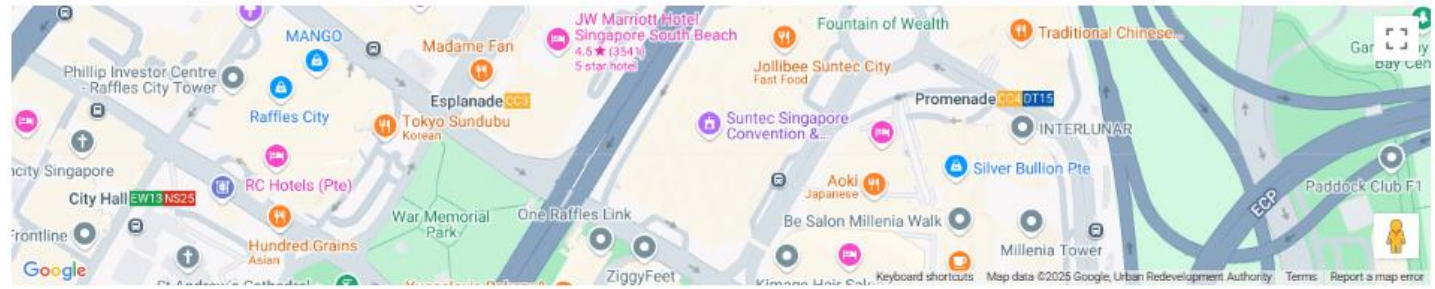 MANGO
Phillip Investor Centre
- Raffles City Tower
Raffles City
Madame Fan
Esplanade CC3
Tokyo Sundubu
Korean
JW Marriott Hotel
Singapore South Beach
4.5★(3541)
5-star hotel
Fountain of Wealth
Jollibee Suntec City
Fast Food
Traditional Chinese...
Promenade CC4 DT15
INTERLUNAR
Suntec Singapore
Convention &...
Silver Bullion Pte
Aoki
Japanese
Be Salon Millenia Walk
Millenia Tower
Paddock Club F1
ECP
Singapore
City Hall EW13 NS25
RC Hotels (Pte)
Hundred Grains
Asian
War Memorial
Park
One Raffles Link
ZiggyFeet
Google
Keyboard shortcuts
Map data ©2025 Google, Urban Redevelopment Authority
Terms
Report a map error